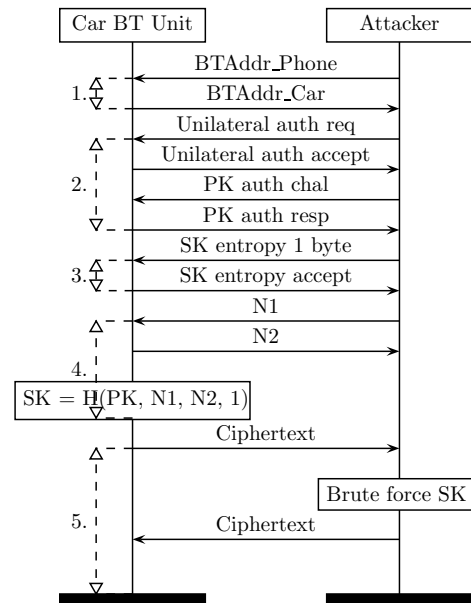 Car BT Unit
Attacker
BTAddr_Phone
1.
BTAddr_Car
Unilateral auth req
Unilateral auth accept
2.
PK auth chal
PK auth resp
SK entropy 1 byte
3.
SK entropy accept
N1
N2
4.
SK = H(PK, N1, N2, 1)
Ciphertext
Brute force SK
5.
Ciphertext